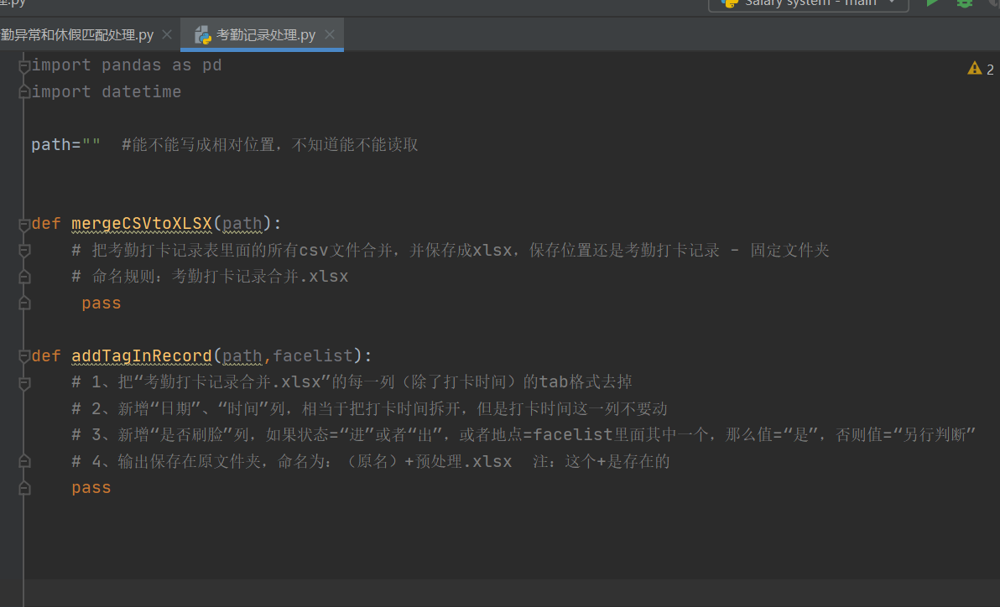 理.py
Salary system - main
勤异常和休假匹配处理.py
考勤记录处理.py
import pandas as pd
2
import datetime
path="" #能不能写成相对位置，不知道能不能读取
def mergeCSVtoXLSX(path):
# 把考勤打卡记录表里面的所有csv文件合并，并保存成xlsx．保存位置还是考勤打卡记录 - 固定文件夹
# 命名规则：考勤打卡记录合并.xlsx
pass
def addTagInRecord(path,facelist):
# 1、把“考勤打卡记录合并.xlsx”的每一列（除了打卡时间）的tab格式去掉
# 2、新增“日期”、“时间”列，相当于把打卡时间拆开，但是打卡时间这一列不要动
# 3、新增“是否刷脸”列，如果状态=“进”或者“出”，或者地点=facelist里面其中一个，那么值=“是”，否则值=“另行判断”
# 4、输出保存在原文件夹，命名为：（原名）+预处理.xlsx 注：这个+是存在的
pass